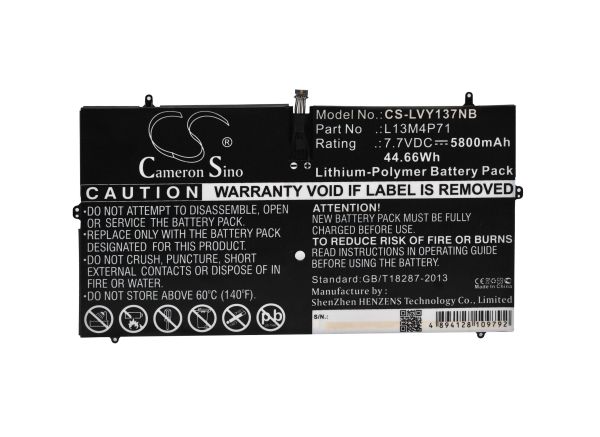 CS
Cameron Sino
Model No.: CS-LVY137NB
Part No : L13M4P71
Rating : 7.7VDC⎓ 5800mAh
44.66Wh
Lithium-Polymer Battery Pack
CAUTION
WARRANTY VOID IF LABEL IS REMOVED
•DO NOT ATTEMPT TO DISASSEMBLE, OPEN
OR SERVICE BATTERY PACK
•REPLACE ONLY WITH BATTERY PACK
DESIGNATED FOR THIS PRODUCT.
•DO NOT CRUSH, PUNCTURE, SHORT
EXTERNAL CONTACTS OR DISPOSE OF IN
FIRE OR WATER.
•DO NOT STORE ABOVE 60℃ (140℉).
ATTENTION!
NEW BATTERY PACK MUST BE FULLY
CHARGED BEFORE USE.
TO REDUCE RISK OF FIRE OR BURNS
READ INSTRUCTIONS IN OPERATING GUIDE
BEFORE USING BATTERY PACK.
Standard:GB/T18287-2013
Manufacture by:
ShenZhen HENZENS Technology Co., Limited
CE
Made in China
S/N.:
4 894128 109792